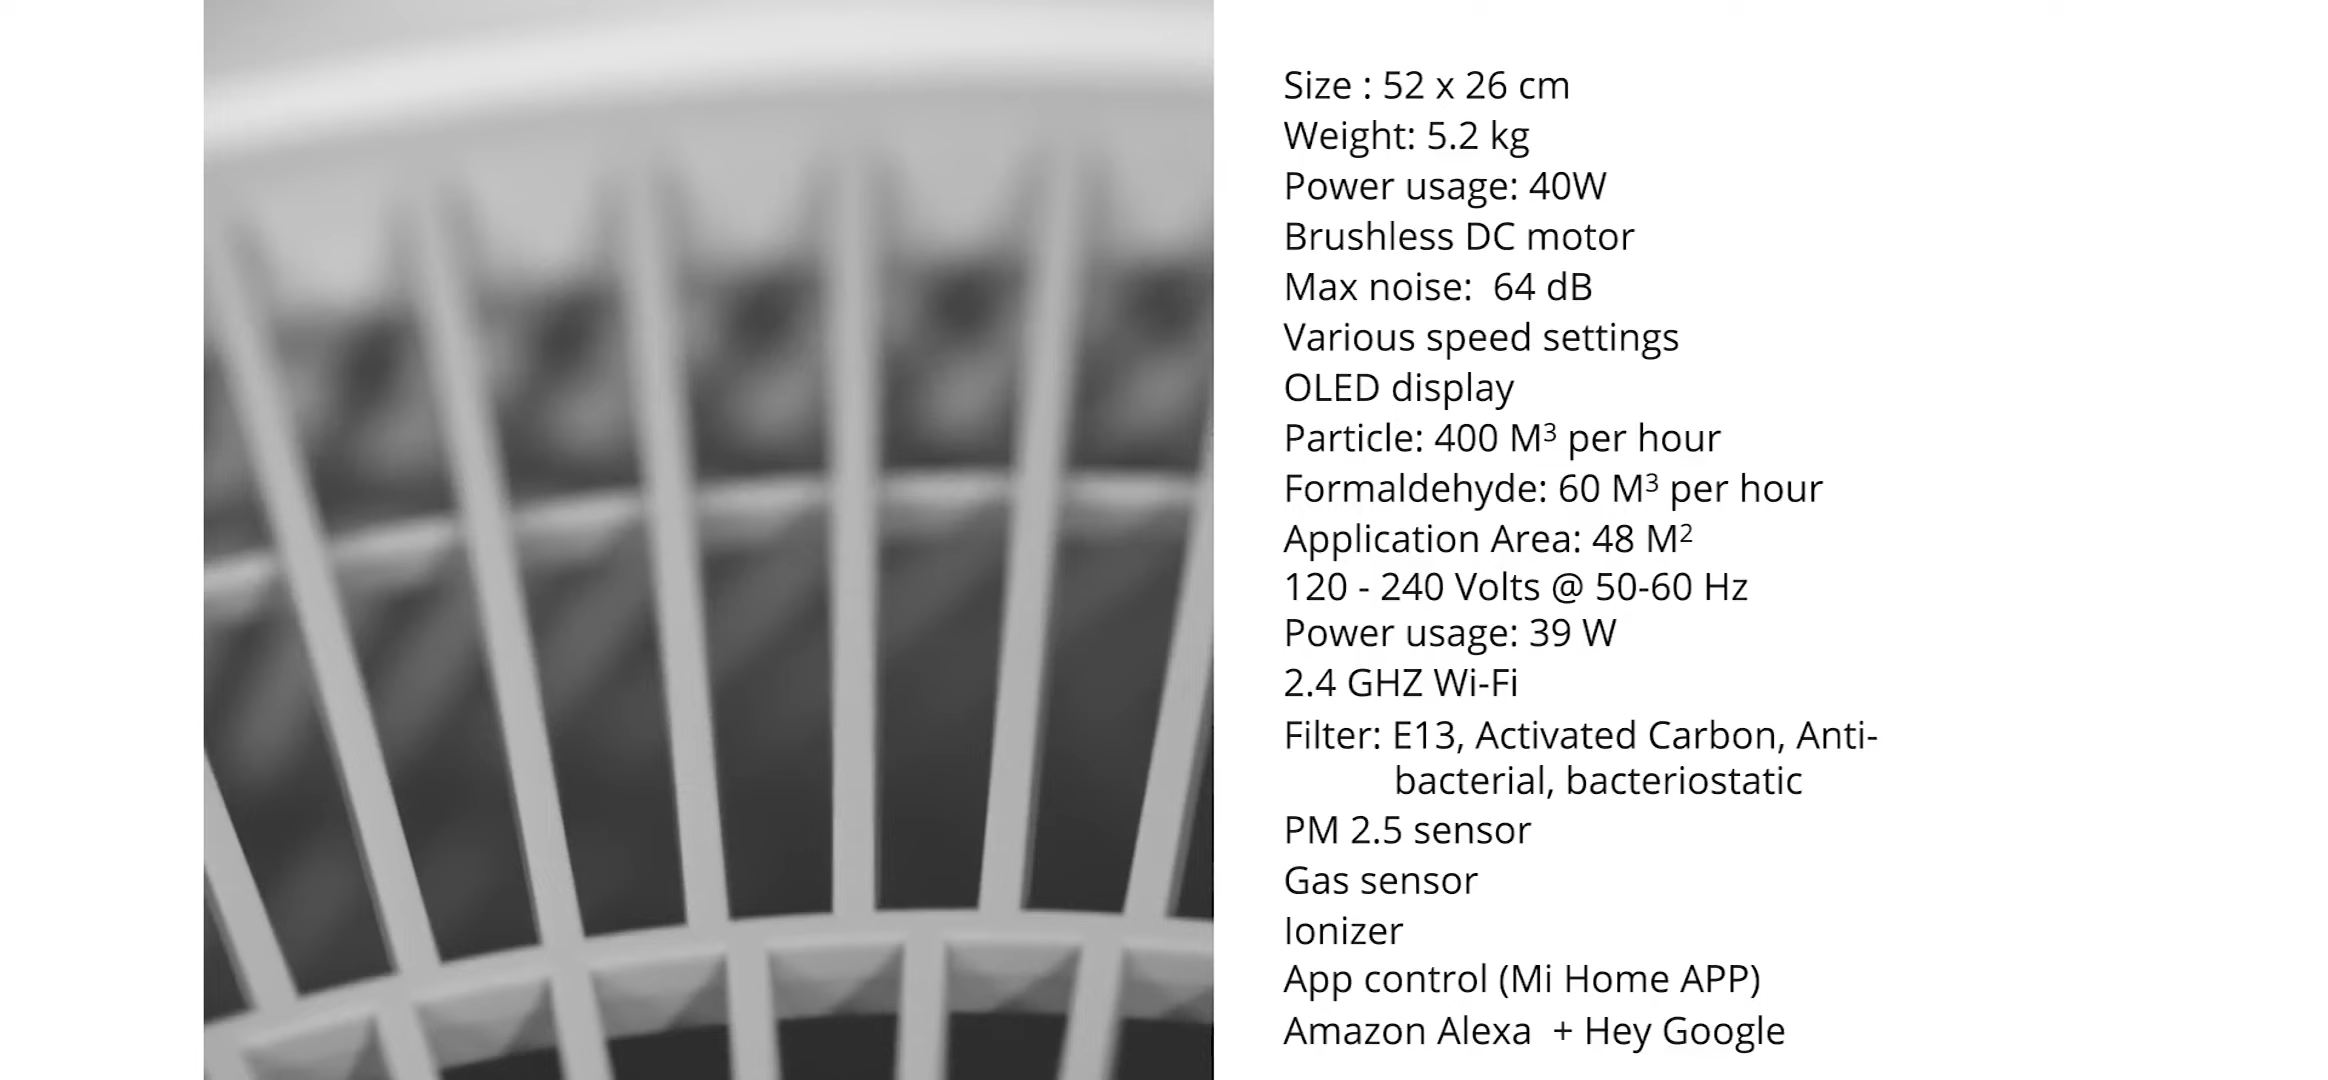 Size : 52 x 26 cm
Weight: 5.2 kg
Power usage: 40W
Brushless DC motor
Max noise:  64 dB
Various speed settings
OLED display
Particle: 400 M³ per hour
Formaldehyde: 60 M³ per hour
Application Area: 48 M²
120 - 240 Volts @ 50-60 Hz
Power usage: 39 W
2.4 GHZ Wi-Fi
Filter: E13, Activated Carbon, Anti-
bacterial, bacteriostatic
PM 2.5 sensor
Gas sensor
Ionizer
App control (Mi Home APP)
Amazon Alexa  + Hey Google